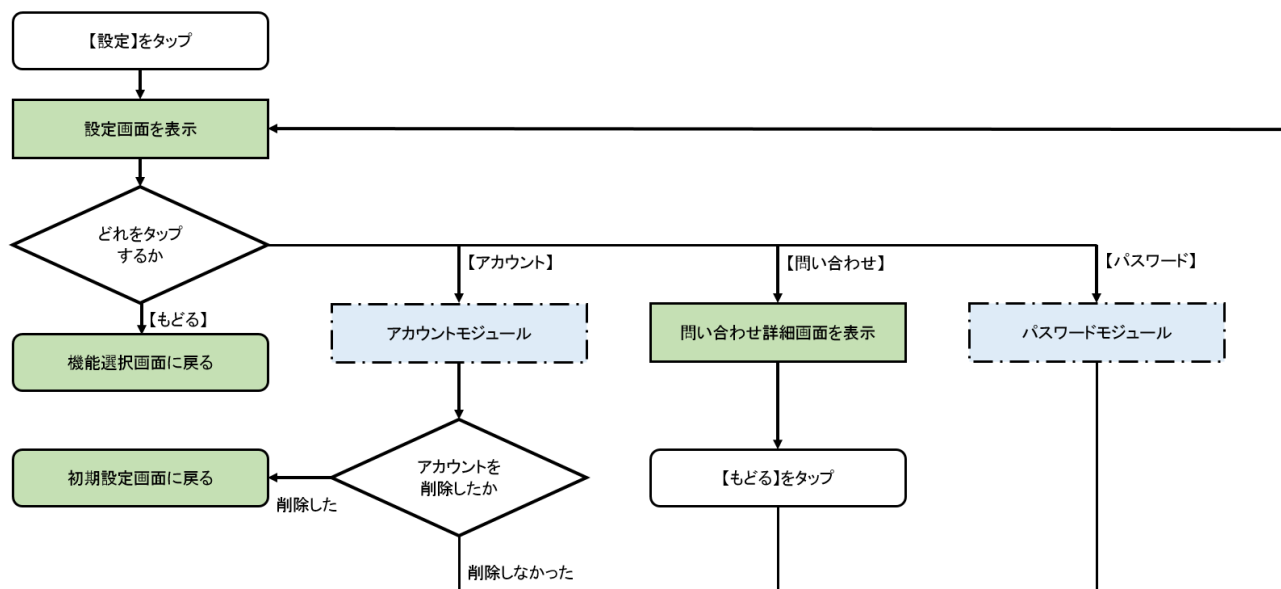 【設定】をタップ
設定画面を表示
どれをタップ
するか
【アカウント】
【問い合わせ】
【パスワード】
【もどる】
アカウントモジュール
問い合わせ詳細画面を表示
パスワードモジュール
機能選択画面に戻る
初期設定画面に戻る
削除した
アカウントを
削除したか
【もどる】をタップ
削除しなかった